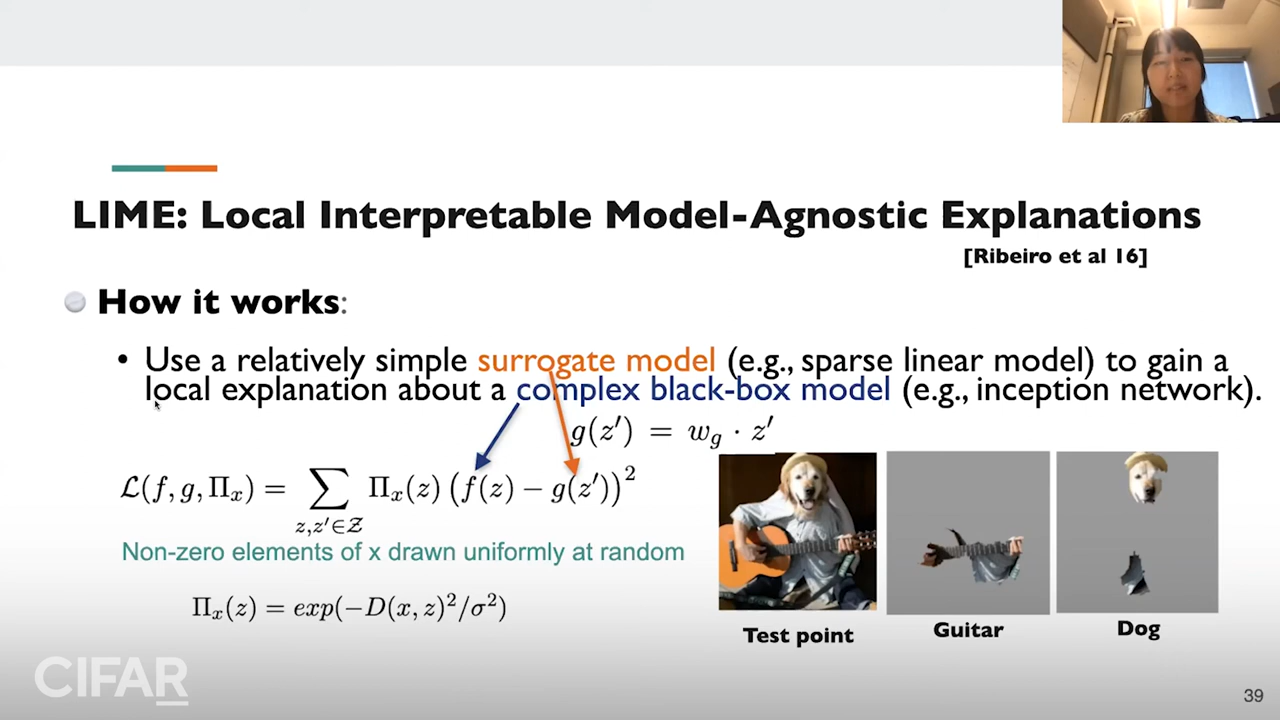 LIME: Local Interpretable Model-Agnostic Explanations
[Ribeiro et al 16]
How it works:
• Use a relatively simple surrogate model (e.g., sparse linear model) to gain a
local explanation about a complex black-box model (e.g., inception network).
g(z′) = w_g · z′
ℒ(f, g, Π_x) = ∑_{z,z′∈𝒵} Π_x(z) (f(z) − g(z′))²
Non-zero elements of x drawn uniformly at random
Π_x(z) = exp(−D(x, z)²/σ²)
Test point
Guitar
Dog
CIFAR
39